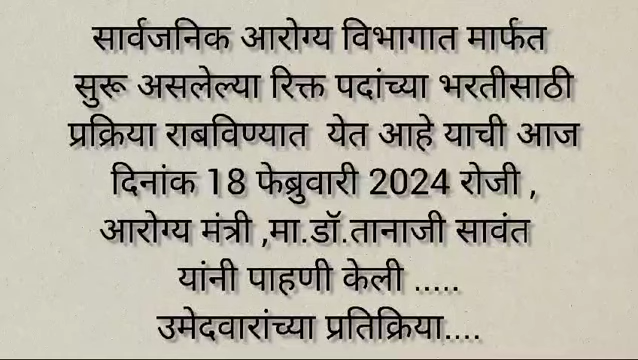 सार्वजनिक आरोग्य विभागात मार्फत
सुरू असलेल्या रिक्त पदांच्या भरतीसाठी
प्रक्रिया राबविण्यात येत आहे याची आज
दिनांक 18 फेब्रुवारी 2024 रोजी ,
आरोग्य मंत्री ,मा.डॉ.तानाजी सावंत
यांनी पाहणी केली .....
उमेदवारांच्या प्रतिक्रिया....